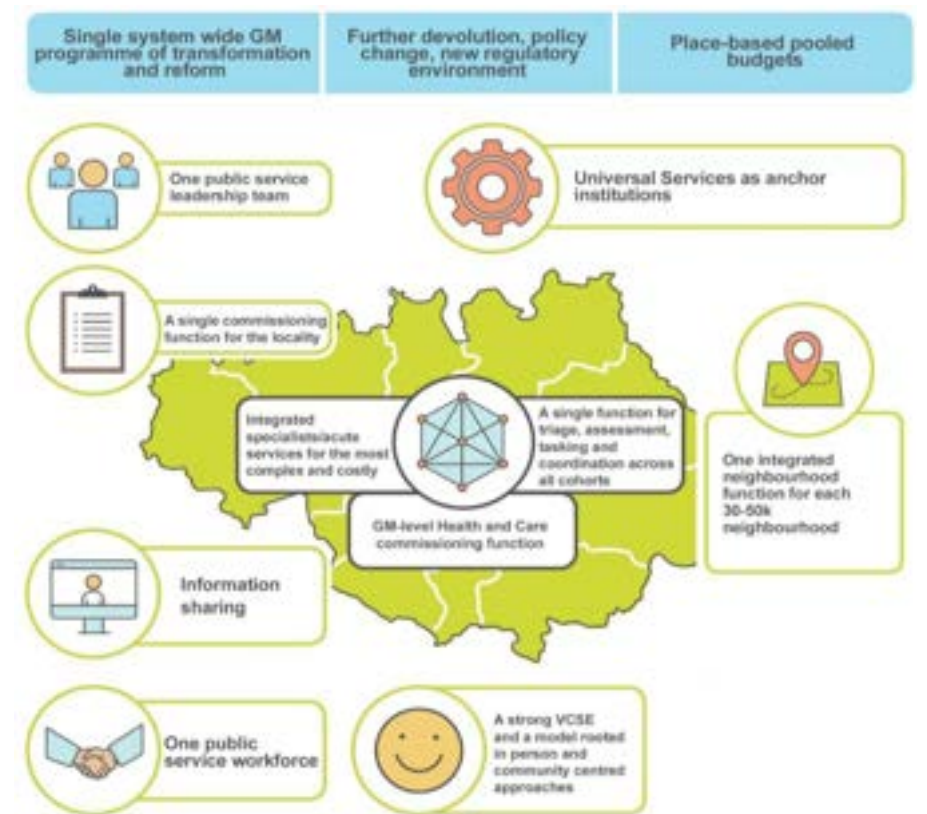 Single system wide GM
programme of transformation
and reform
Further devolution, policy
change, new regulatory
environment
Place-based pooled
budgets
One public service
leadership team
Universal Services as anchor
institutions
A single commissioning
function for the locality
Integrated
specialists/acute
services for the most
complex and costly
A single function for
triage, assessment,
tasking and
coordination across
all cohorts
GM-level Health and Care
commissioning function
One integrated
neighbourhood
function for each
30-50k
neighbourhood
Information
sharing
One public
service workforce
A strong VCSE
and a model rooted
in person and
community centred
approaches